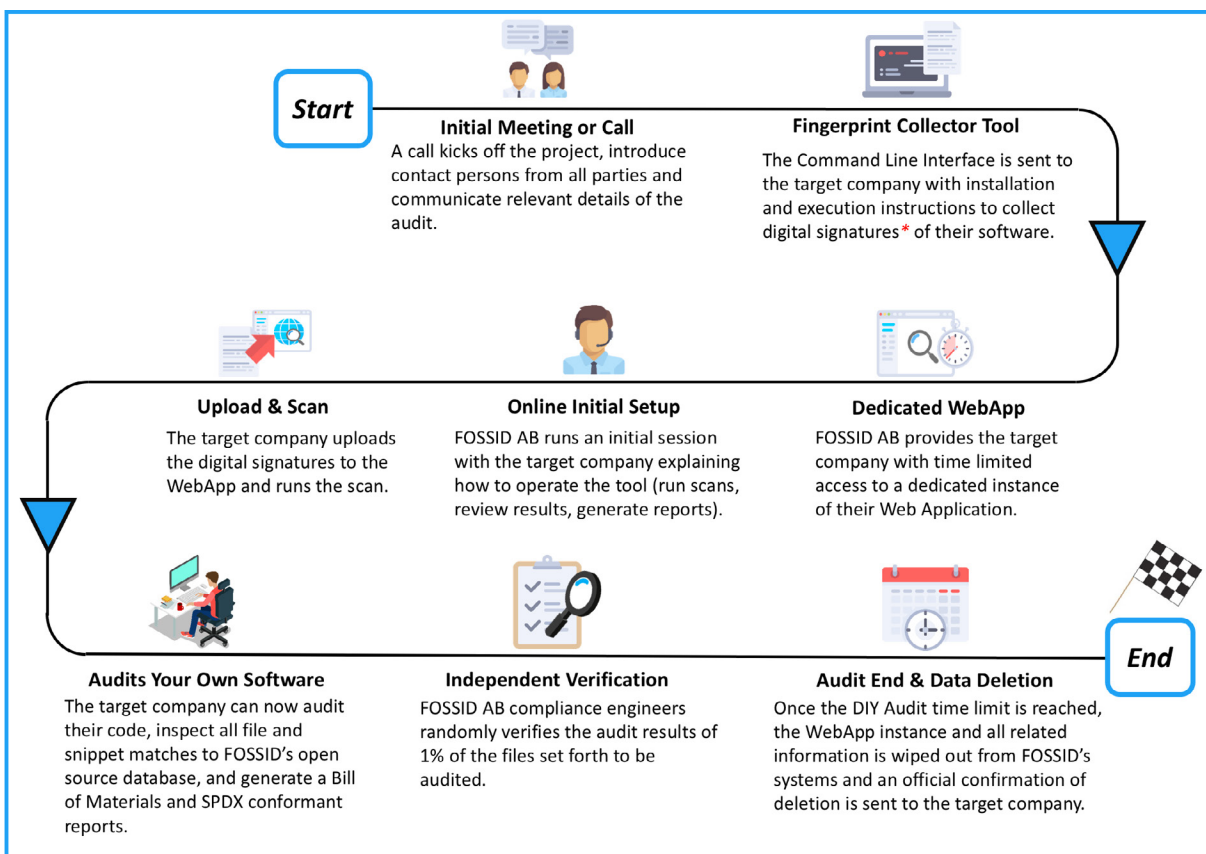 Start
Initial Meeting or Call
A call kicks off the project, introduce
contact persons from all parties and
communicate relevant details of the
audit.
Fingerprint Collector Tool
The Command Line Interface is sent to
the target company with installation
and execution instructions to collect
digital signatures* of their software.
Dedicated WebApp
FOSSID AB provides the target
company with time limited
access to a dedicated instance
of their Web Application.
Online Initial Setup
FOSSID AB runs an initial session
with the target company explaining
how to operate the tool (run scans,
review results, generate reports).
Upload & Scan
The target company uploads
the digital signatures to the
WebApp and runs the scan.
Audits Your Own Software
The target company can now audit
their code, inspect all file and
snippet matches to FOSSID’s open
source database, and generate a Bill
of Materials and SPDX conformant
reports.
Independent Verification
FOSSID AB compliance engineers
randomly verifies the audit results of
1% of the files set forth to be
audited.
Audit End & Data Deletion
Once the DIY Audit time limit is reached,
the WebApp instance and all related
information is wiped out from FOSSID’s
systems and an official confirmation of
deletion is sent to the target company.
End